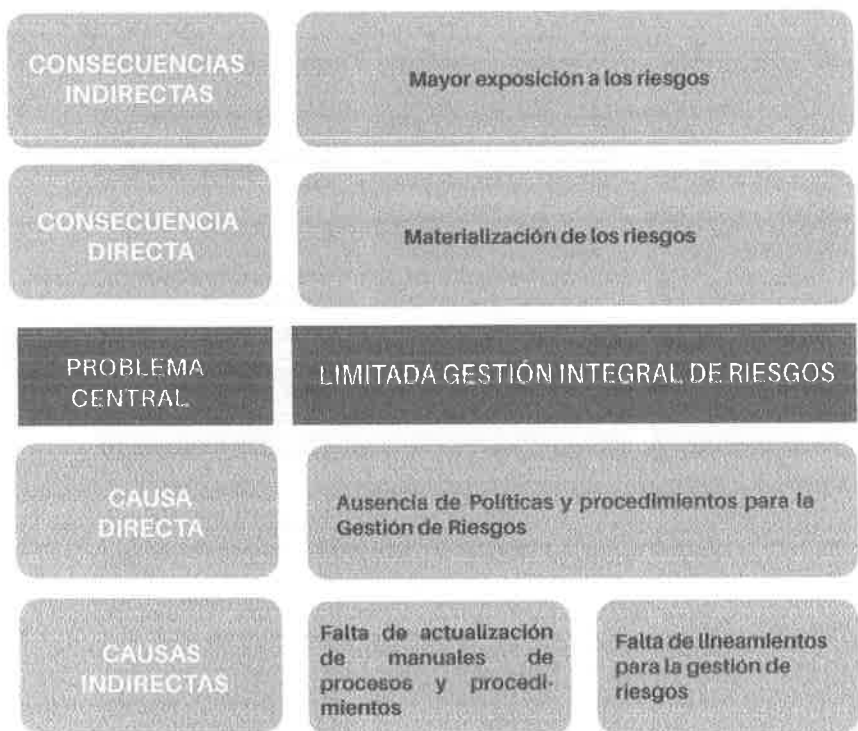 CONSECUENCIAS
INDIRECTAS
Mayor exposición a los riesgos
CONSECUENCIA
DIRECTA
Materialización de los riesgos
PROBLEMA
CENTRAL
LIMITADA GESTIÓN INTEGRAL DE RIESGOS
CAUSA
DIRECTA
Ausencia de Políticas y procedimientos para la
Gestión de Riesgos
CAUSAS
INDIRECTAS
Falta de actualización
de manuales de
procesos y procedi-
mientos
Falta de lineamientos
para la gestión de
riesgos